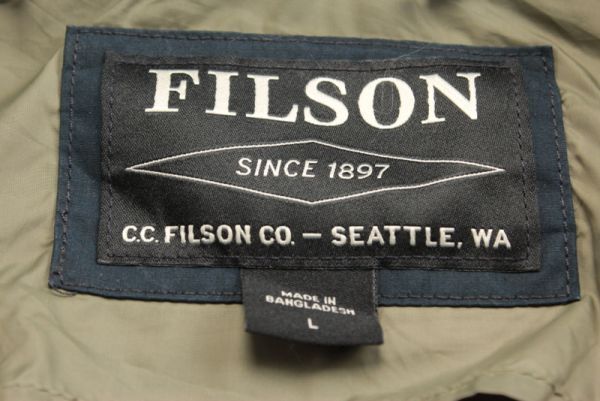 FILSON
SINCE 1897
C.C. FILSON CO. — SEATTLE, WA
MADE IN
BANGLADESH
L